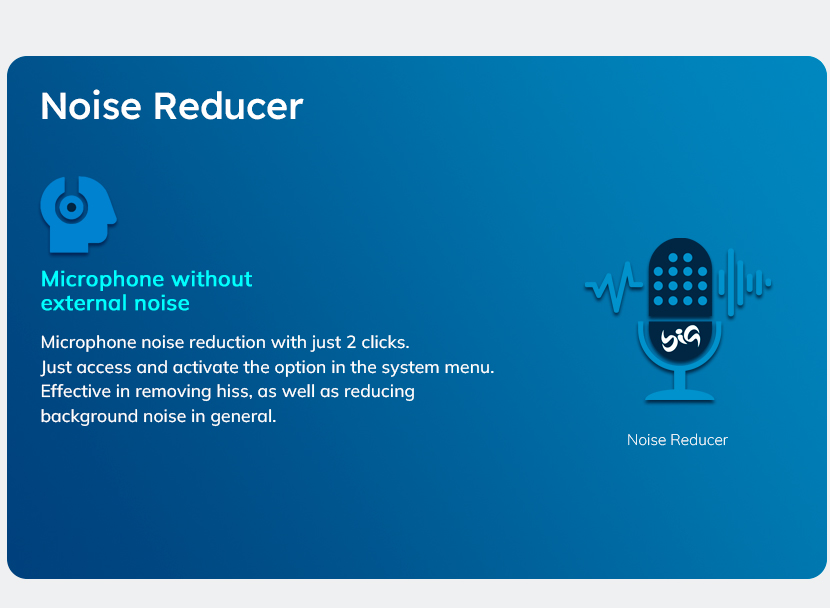 Noise Reducer
Microphone without
external noise
Microphone noise reduction with just 2 clicks.
Just access and activate the option in the system menu.
Effective in removing hiss, as well as reducing
background noise in general.
big
Noise Reducer